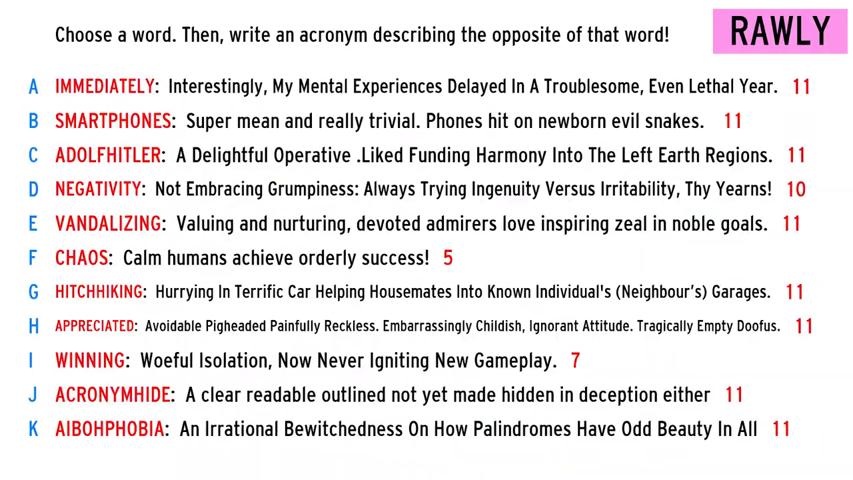 Choose a word. Then, write an acronym describing the opposite of that word!
RAWLY
A IMMEDIATELY: Interestingly, My Mental Experiences Delayed In A Troublesome, Even Lethal Year. 11
B SMARTPHONES: Super mean and really trivial. Phones hit on newborn evil snakes. 11
C ADOLFHITLER: A Delightful Operative .Liked Funding Harmony Into The Left Earth Regions. 11
D NEGATIVITY: Not Embracing Grumpiness: Always Trying Ingenuity Versus Irritability, Thy Yearns! 10
E VANDALIZING: Valuing and nurturing, devoted admirers love inspiring zeal in noble goals. 11
F CHAOS: Calm humans achieve orderly success! 5
G HITCHHIKING: Hurrying In Terrific Car Helping Housemates Into Known Individual's (Neighbour's) Garages. 11
H APPRECIATED: Avoidable Pigheaded Painfully Reckless. Embarrassingly Childish, Ignorant Attitude. Tragically Empty Doofus. 11
I WINNING: Woeful Isolation, Now Never Igniting New Gameplay. 7
J ACRONYMHIDE: A clear readable outlined not yet made hidden in deception either 11
K AIBOHPHOBIA: An Irrational Bewitchedness On How Palindromes Have Odd Beauty In All 11